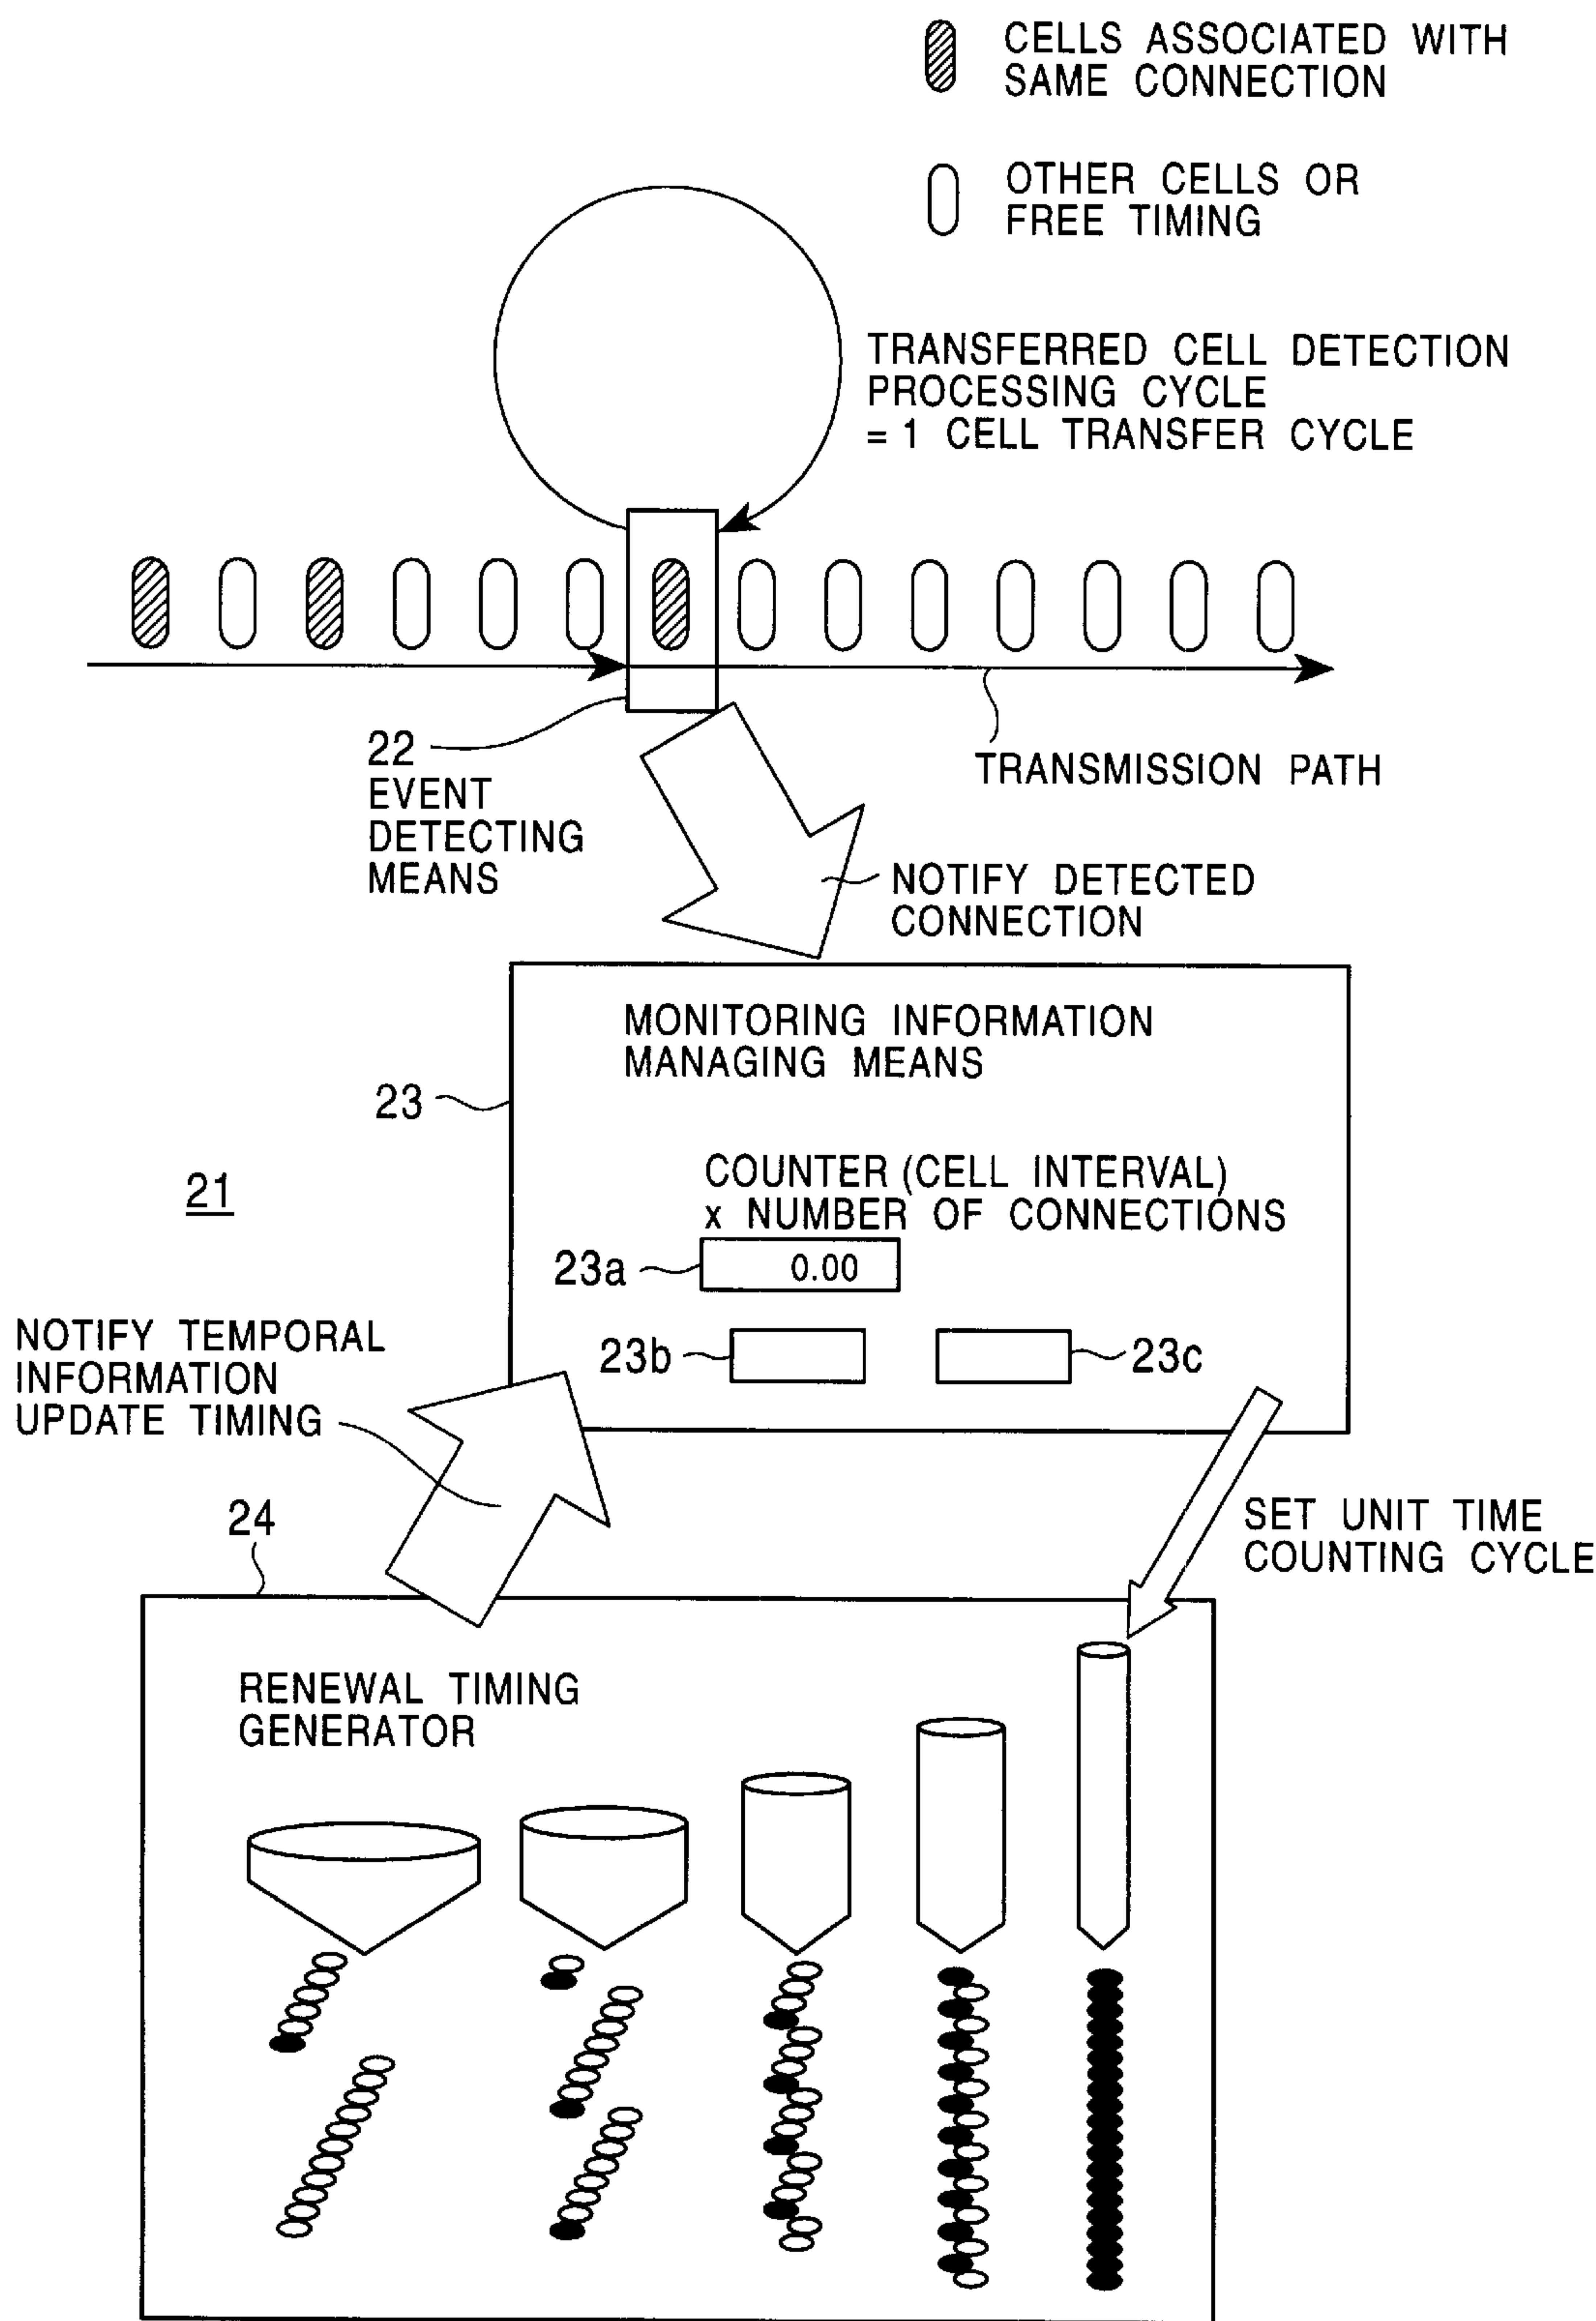 CELLS ASSOCIATED WITH
SAME CONNECTION
OTHER CELLS OR
FREE TIMING
TRANSFERRED CELL DETECTION
PROCESSING CYCLE
= 1 CELL TRANSFER CYCLE
22
EVENT
DETECTING
MEANS
TRANSMISSION PATH
NOTIFY DETECTED
CONNECTION
MONITORING INFORMATION
MANAGING MEANS
23
21
COUNTER (CELL INTERVAL)
x NUMBER OF CONNECTIONS
23a
0.00
23b
23c
NOTIFY TEMPORAL
INFORMATION
UPDATE TIMING
24
SET UNIT TIME
COUNTING CYCLE
RENEWAL TIMING
GENERATOR